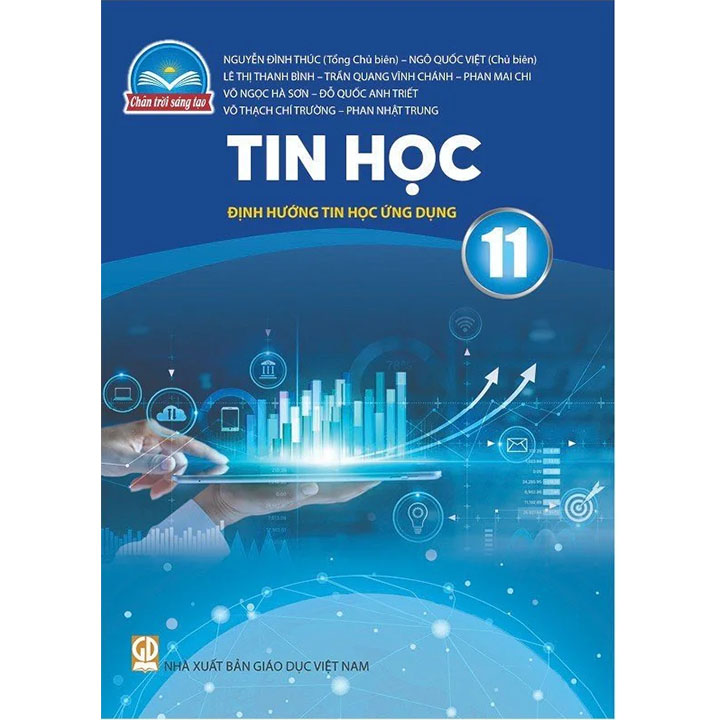 NGUYỄN ĐÌNH THÚC (Tổng Chủ biên) – NGÔ QUỐC VIỆT (Chủ biên)
LÊ THỊ THANH BÌNH – TRẦN QUANG VĨNH CHÁNH – PHAN MAI CHI
VÕ NGỌC HÀ SƠN – ĐỖ QUỐC ANH TRIẾT
VÕ THẠCH CHÍ TRƯỜNG – PHAN NHẬT TRUNG
Chân trời sáng tạo
TIN HỌC
ĐỊNH HƯỚNG TIN HỌC ỨNG DỤNG
11
GD
NHÀ XUẤT BẢN GIÁO DỤC VIỆT NAM